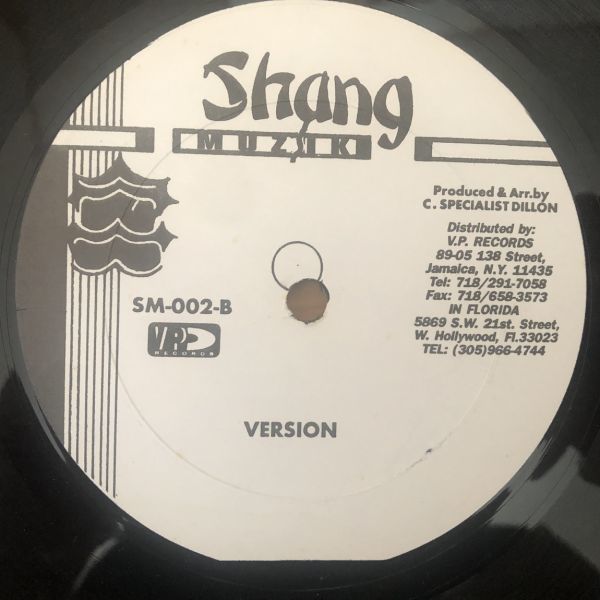 Shang
MUZIK
Produced & Arr.by
C. SPECIALIST DILLON
Distributed by:
V.P. RECORDS
89-05 138 Street,
Jamaica, N.Y. 11435
Tel: 718/291-7058
Fax: 718/658-3573
IN FLORIDA
5869 S.W. 21st. Street,
W. Hollywood, Fl.33023
TEL: (305)966-4744
SM-002-B
VP
RECORDS
VERSION